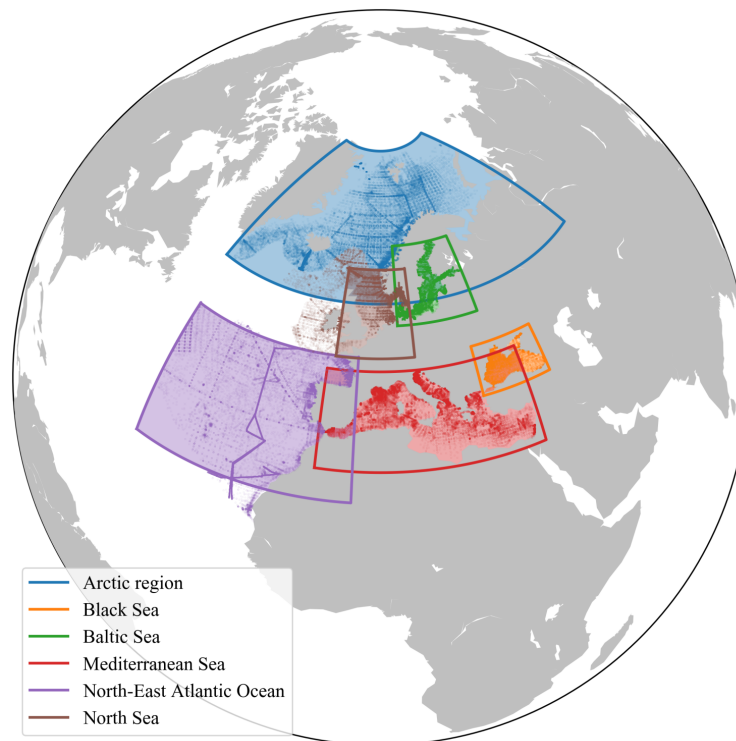 Arctic region
Black Sea
Baltic Sea
Mediterranean Sea
North-East Atlantic Ocean
North Sea